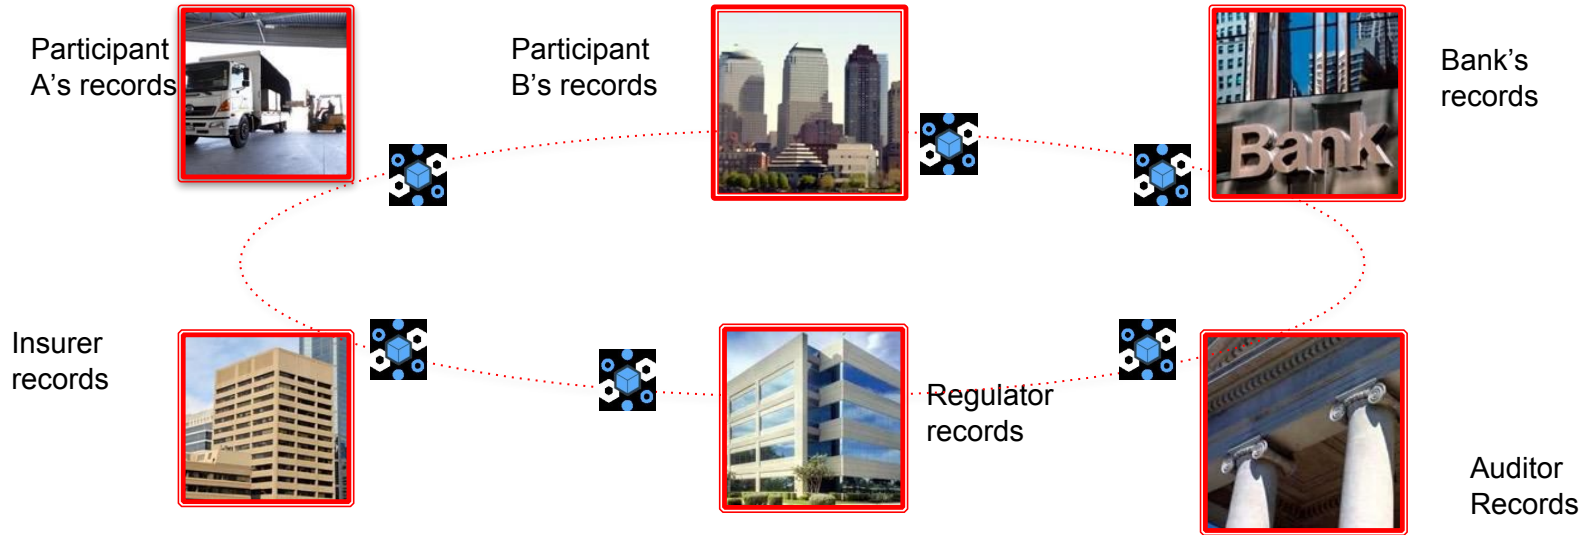 Participant
A’s records
Participant
B’s records
Bank’s
records
Bank
Insurer
records
Regulator
records
Auditor
Records